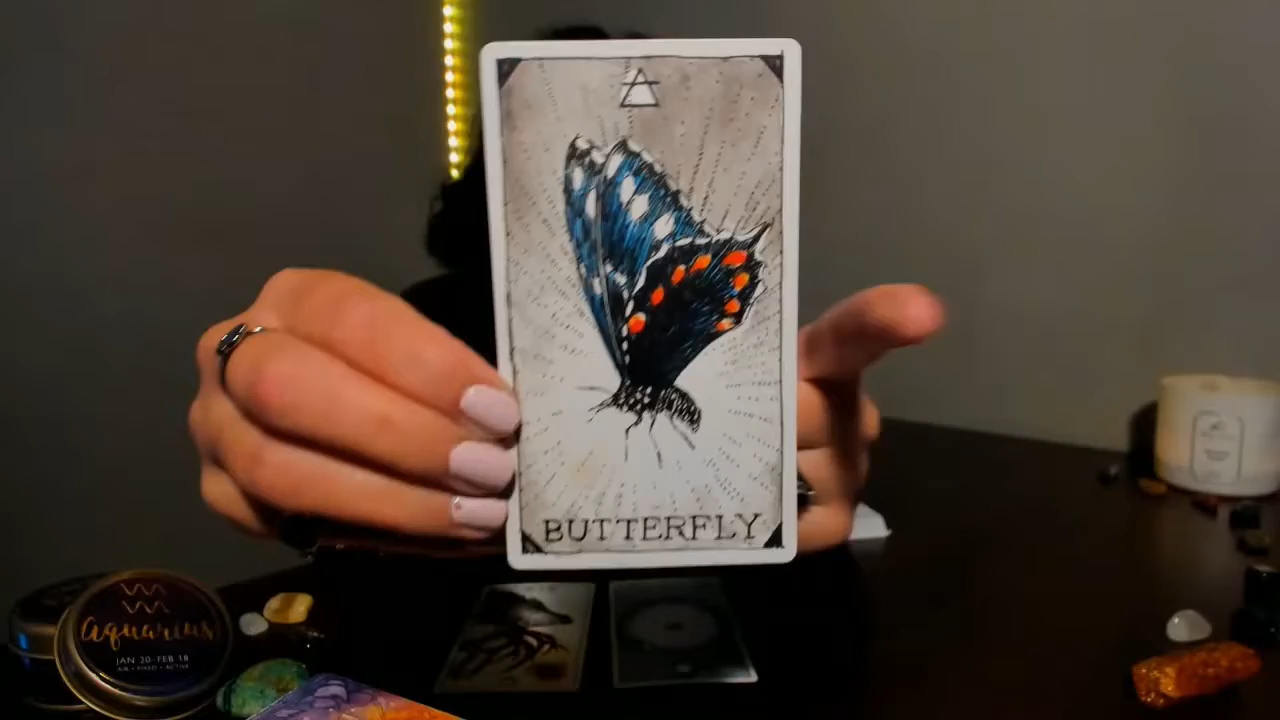 BUTTERFLY
Aquarius
JAN 20-FEB 18
AIR • FIXED • ACTIVE